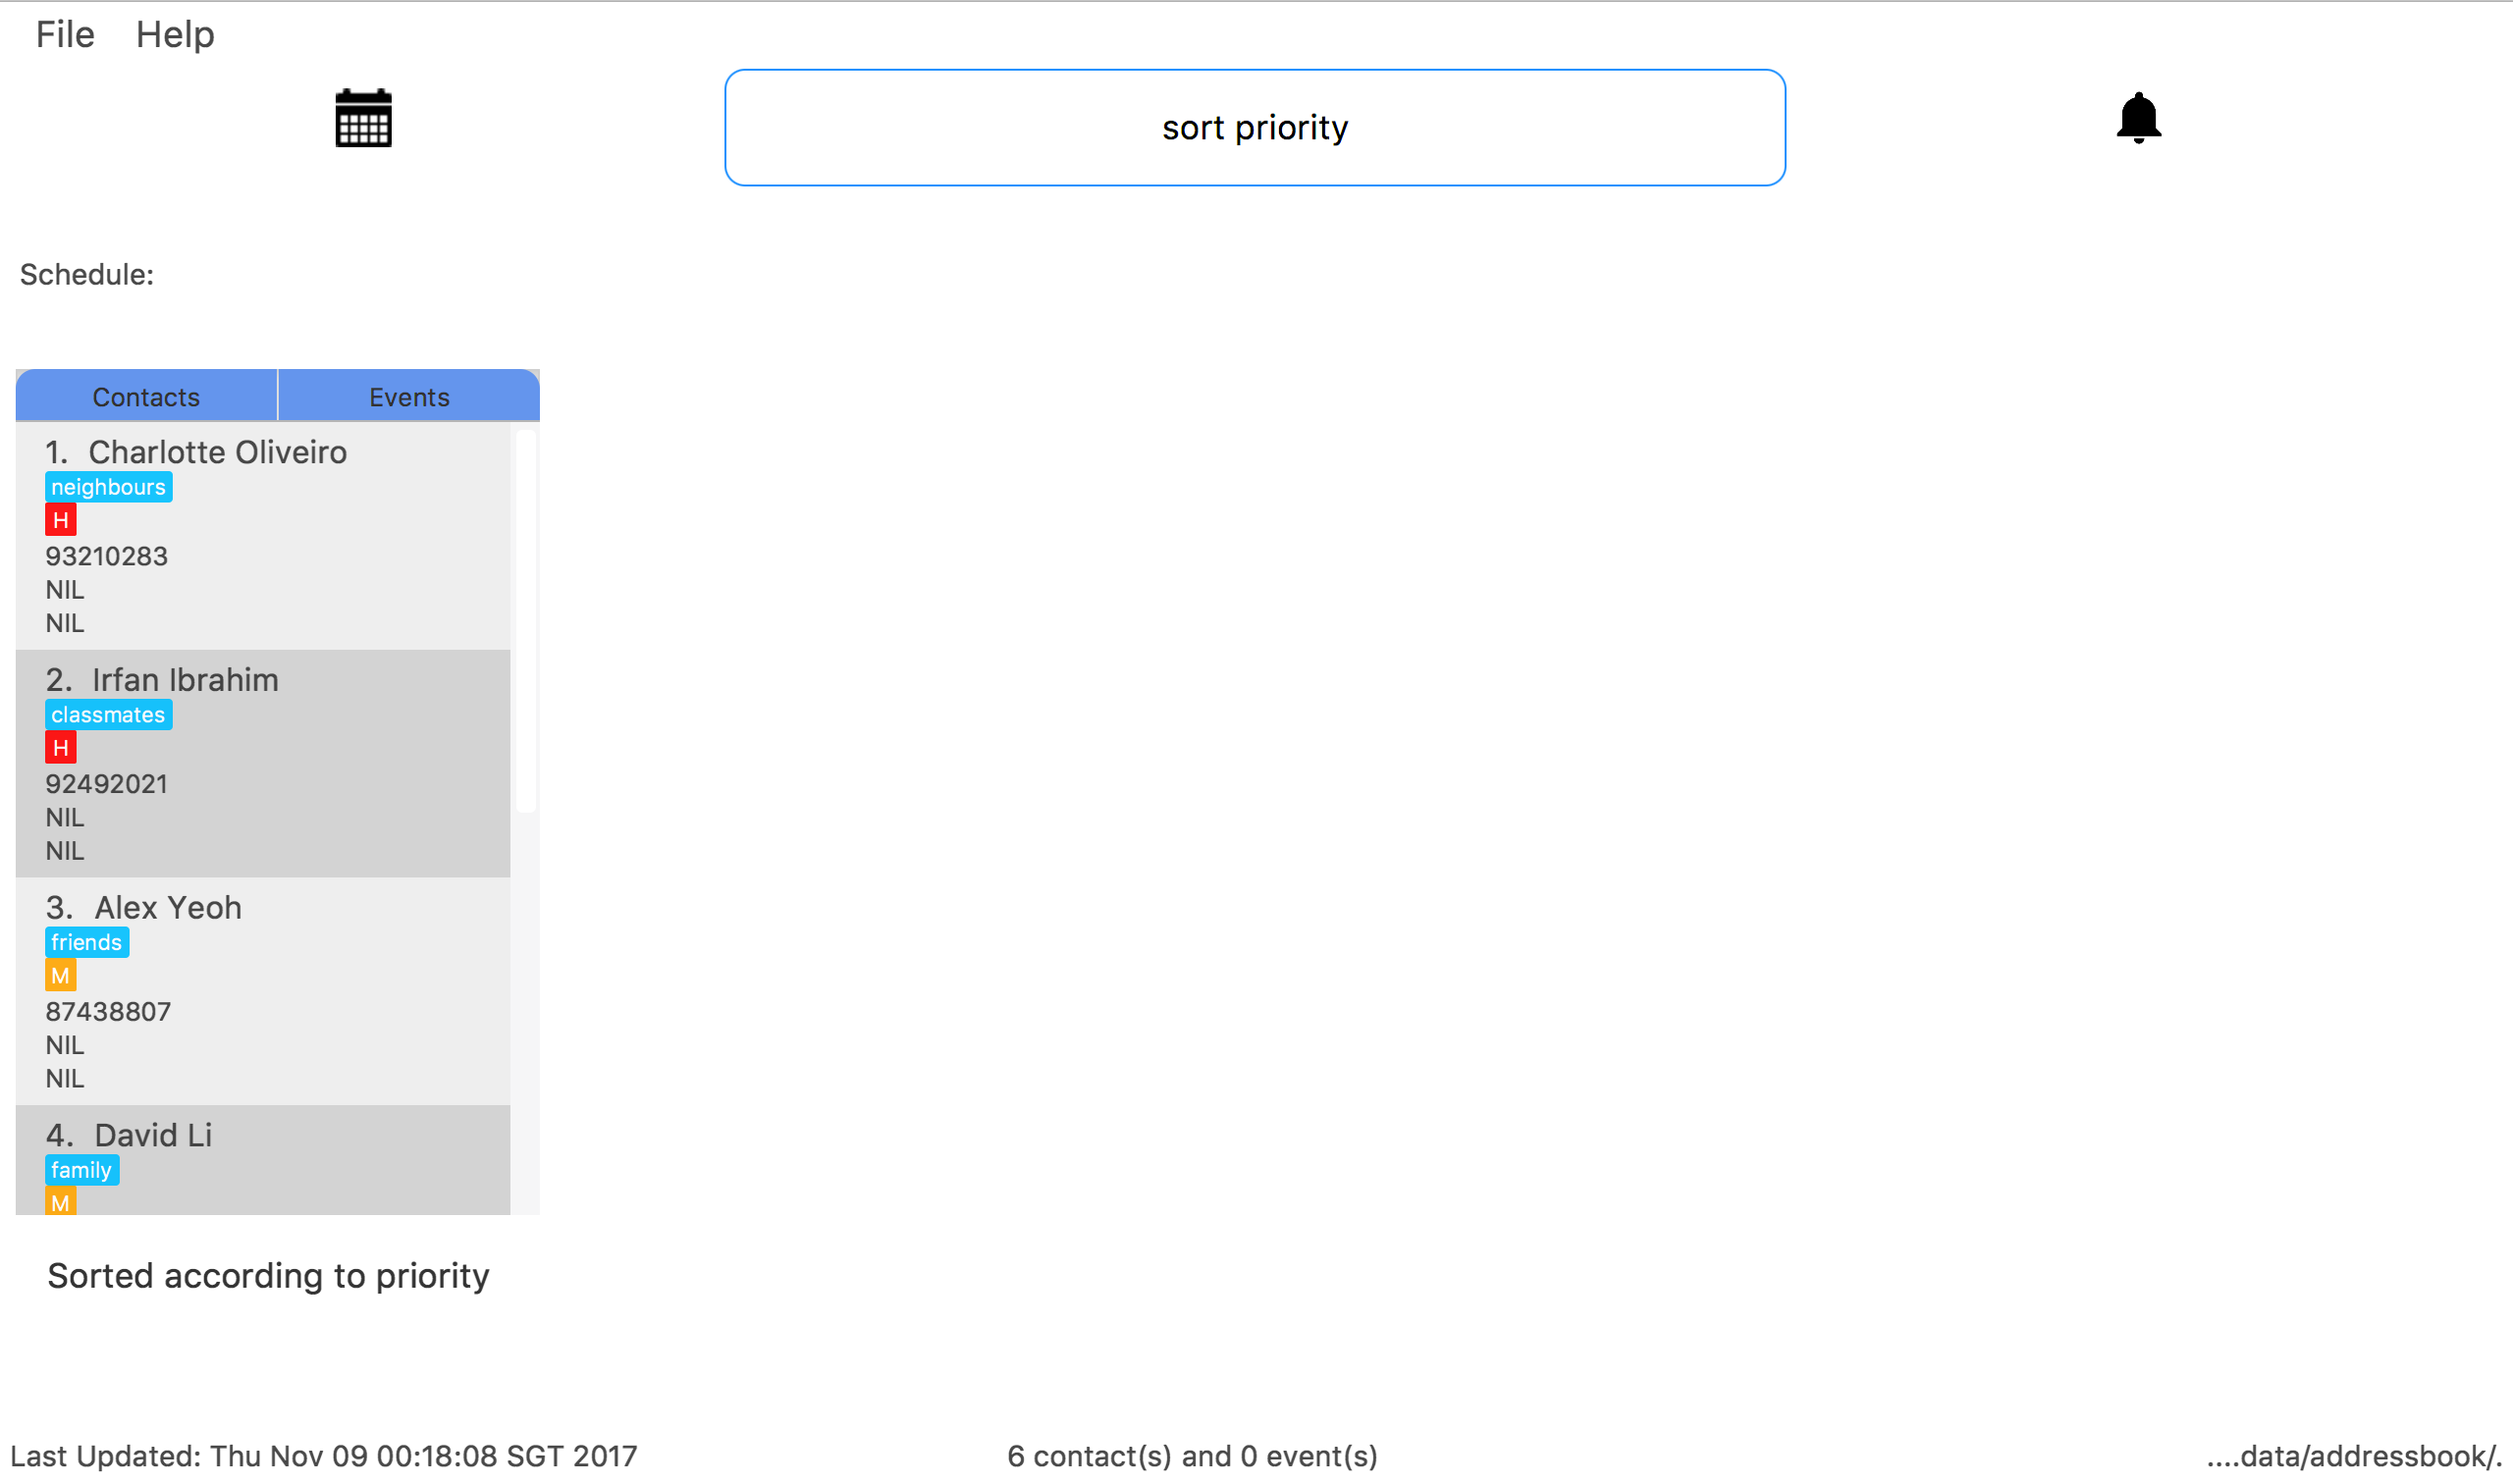 File Help
sort priority
Schedule:
Contacts Events
1. Charlotte Oliveiro
neighbours
H
93210283
NIL
NIL
2. Irfan Ibrahim
classmates
H
92492021
NIL
NIL
3. Alex Yeoh
friends
M
87438807
NIL
NIL
4. David Li
family
M
Sorted according to priority
Last Updated: Thu Nov 09 00:18:08 SGT 2017 6 contact(s) and 0 event(s) ....data/addressbook/.